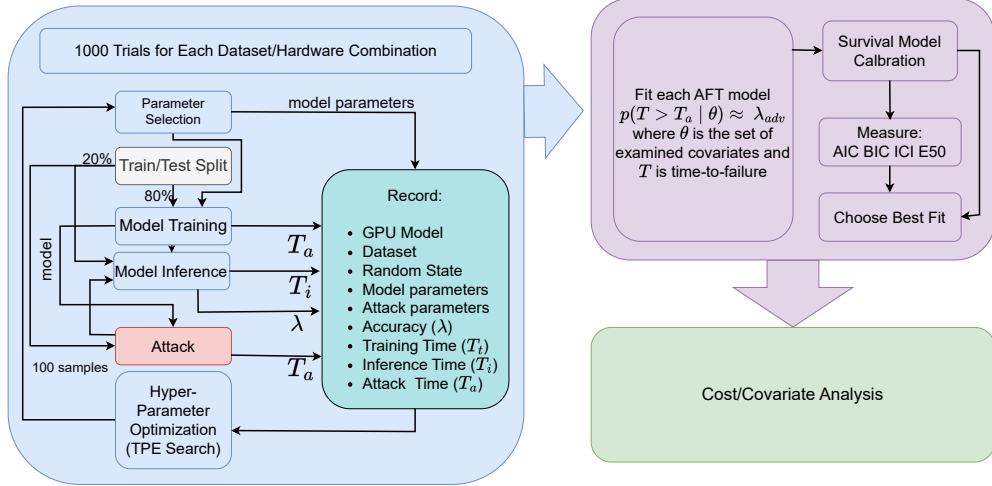 1000 Trials for Each Dataset/Hardware Combination
Parameter
Selection
model parameters
20%
Train/Test Split
80%
Model Training
T_a
model
Model Inference
T_i
λ
Attack
T_a
100 samples
Hyper-
Parameter
Optimization
(TPE Search)
Record:
• GPU Model
• Dataset
• Random State
• Model parameters
• Attack parameters
• Accuracy (λ)
• Training Time (T_t)
• Inference Time (T_i)
• Attack Time (T_a)
Fit each AFT model
p(T > T_a | θ) ≈ λ_adv
where θ is the set of
examined covariates and
T is time-to-failure
Survival Model
Calbration
Measure:
AIC BIC ICI E50
Choose Best Fit
Cost/Covariate Analysis